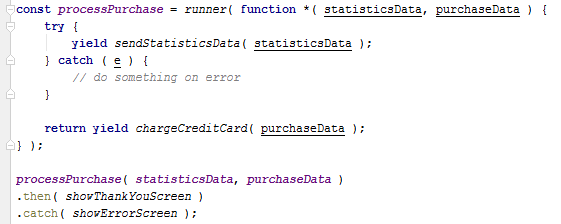 const processPurchase = runner( function *( statisticsData, purchaseData ) {
    try {
        yield sendStatisticsData( statisticsData );
    } catch ( e ) {
        // do something on error
    }

    return yield chargeCreditCard( purchaseData );
} );

processPurchase( statisticsData, purchaseData )
.then( showThankYouScreen )
.catch( showErrorScreen );